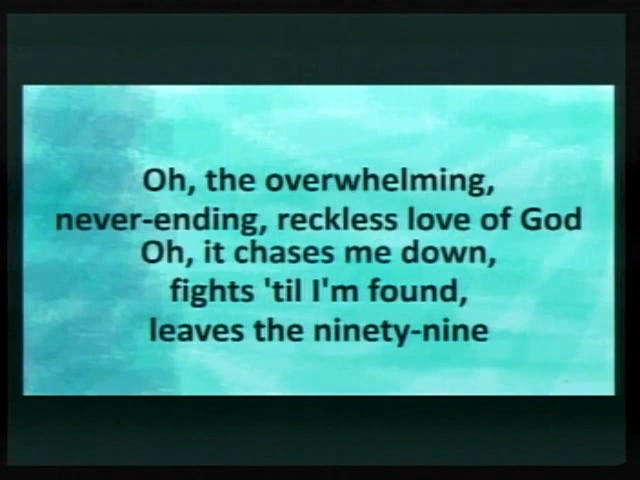 Oh, the overwhelming,
never-ending, reckless love of God
Oh, it chases me down,
fights 'til I'm found,
leaves the ninety-nine